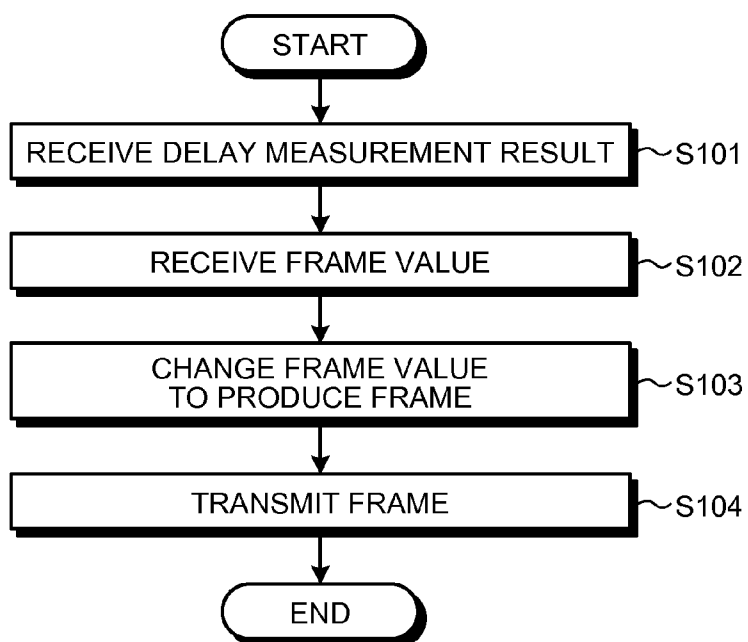 START
RECEIVE DELAY MEASUREMENT RESULT
S101
RECEIVE FRAME VALUE
S102
CHANGE FRAME VALUE
TO PRODUCE FRAME
S103
TRANSMIT FRAME
S104
END